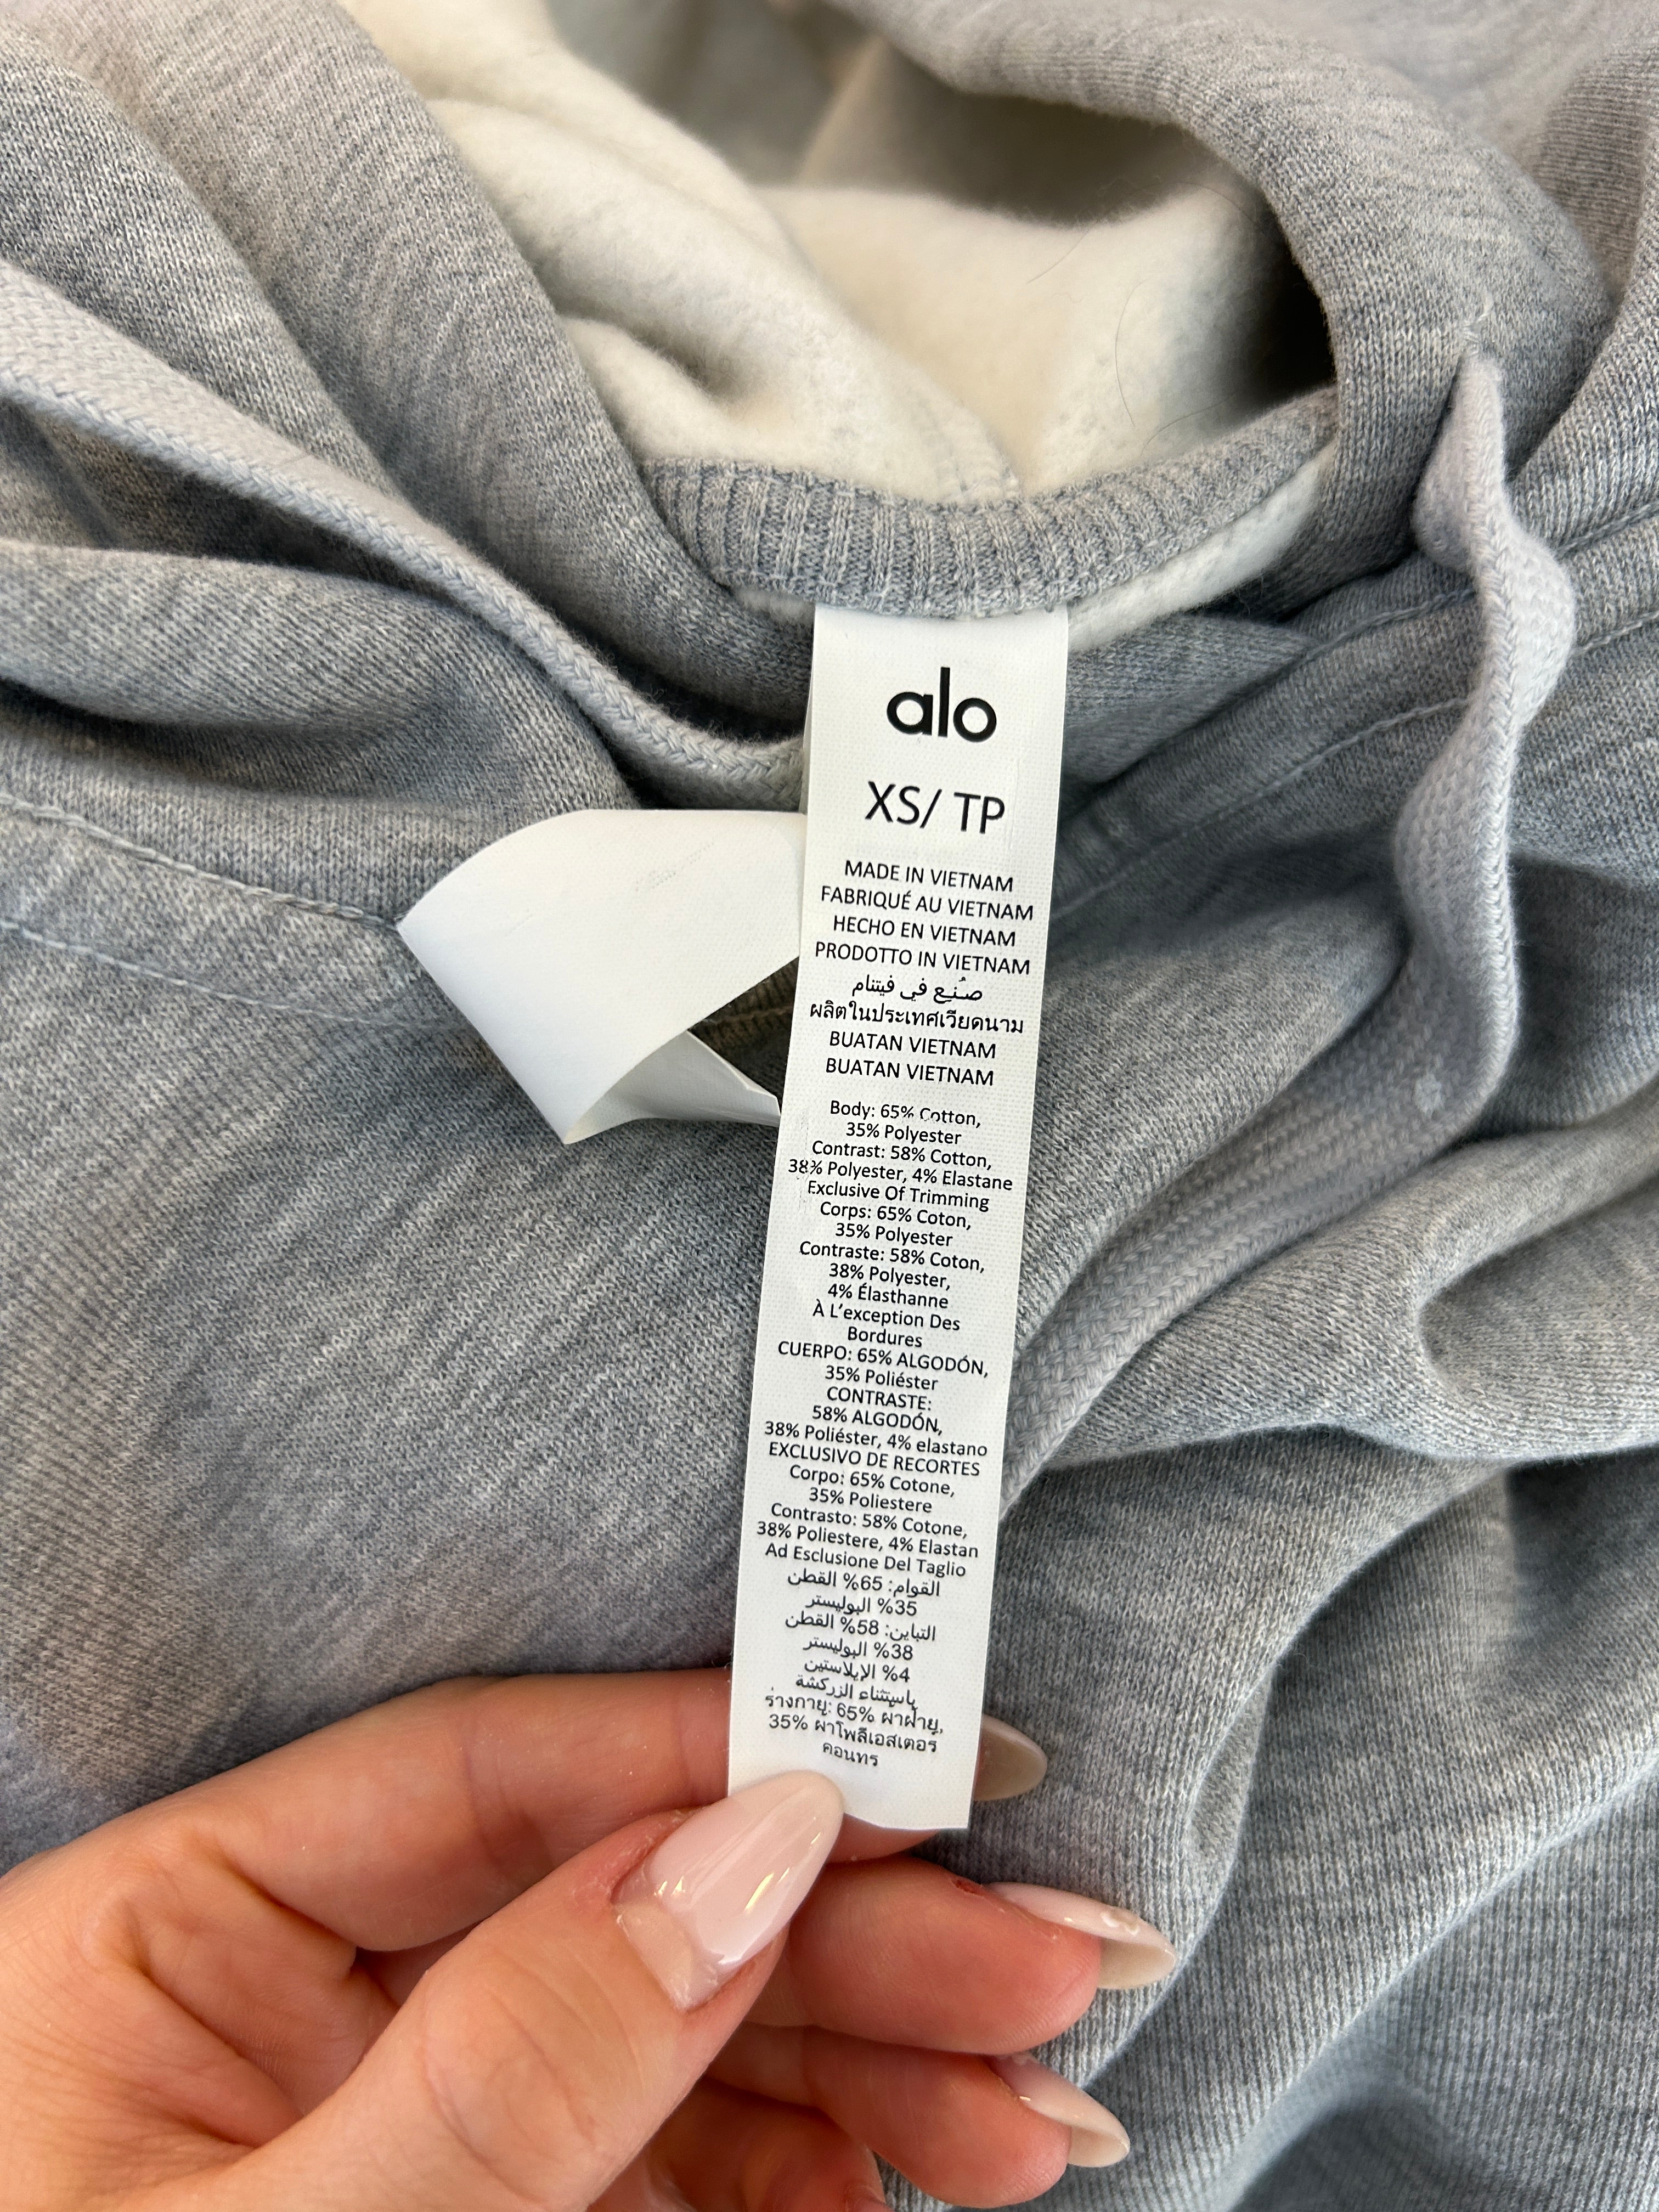 alo
XS/ TP
MADE IN VIETNAM
FABRIQUÉ AU VIETNAM
HECHO EN VIETNAM
PRODOTTO IN VIETNAM
صُنِع في فيتنام
ผลิตในประเทศเวียดนาม
BUATAN VIETNAM
BUATAN VIETNAM
Body: 65% Cotton,
35% Polyester
Contrast: 58% Cotton,
38% Polyester, 4% Elastane
Exclusive Of Trimming
Corps: 65% Coton,
35% Polyester
Contraste: 58% Coton,
38% Polyester,
4% Élasthanne
À L’exception Des
Bordures
CUERPO: 65% ALGODÓN,
35% Poliéster
CONTRASTE:
58% ALGODÓN,
38% Poliéster, 4% elastano
EXCLUSIVO DE RECORTES
Corpo: 65% Cotone,
35% Poliestere
Contrasto: 58% Cotone,
38% Poliestere, 4% Elastan
Ad Esclusione Del Taglio
القوام: 65% القطن
35% البوليستر
التباين: 58% القطن
38% البوليستر
4% الإيلاستين
باستثناء الزركشة
ร่างกายู: 65% ผาฝ้ายู,
35% ผาโพลีเอสเตอร
คอนทร